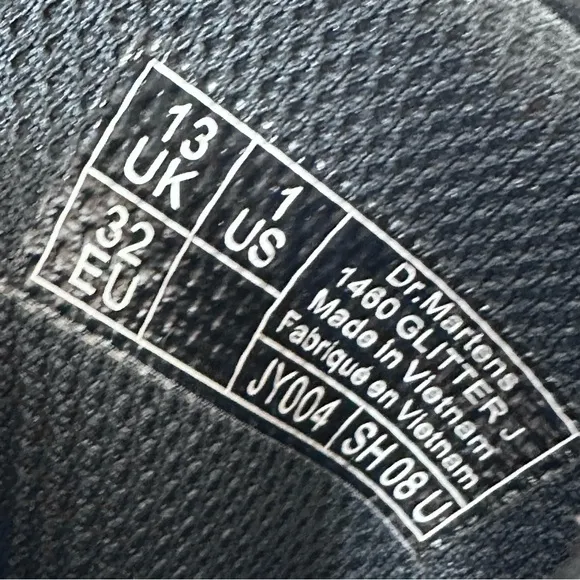 13
UK
1
US
32
EU
Dr.Martens
1460 GLITTER J
Made in Vietnam
Fabriqué en Vietnam
JY004
SH 08 U